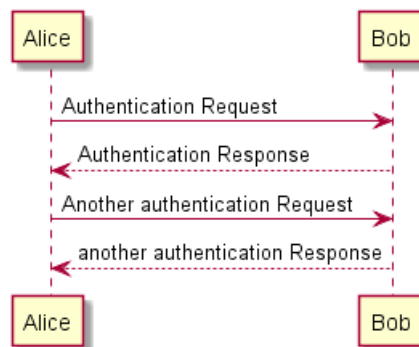 Alice
Bob
Authentication Request
Authentication Response
Another authentication Request
another authentication Response
Alice
Bob